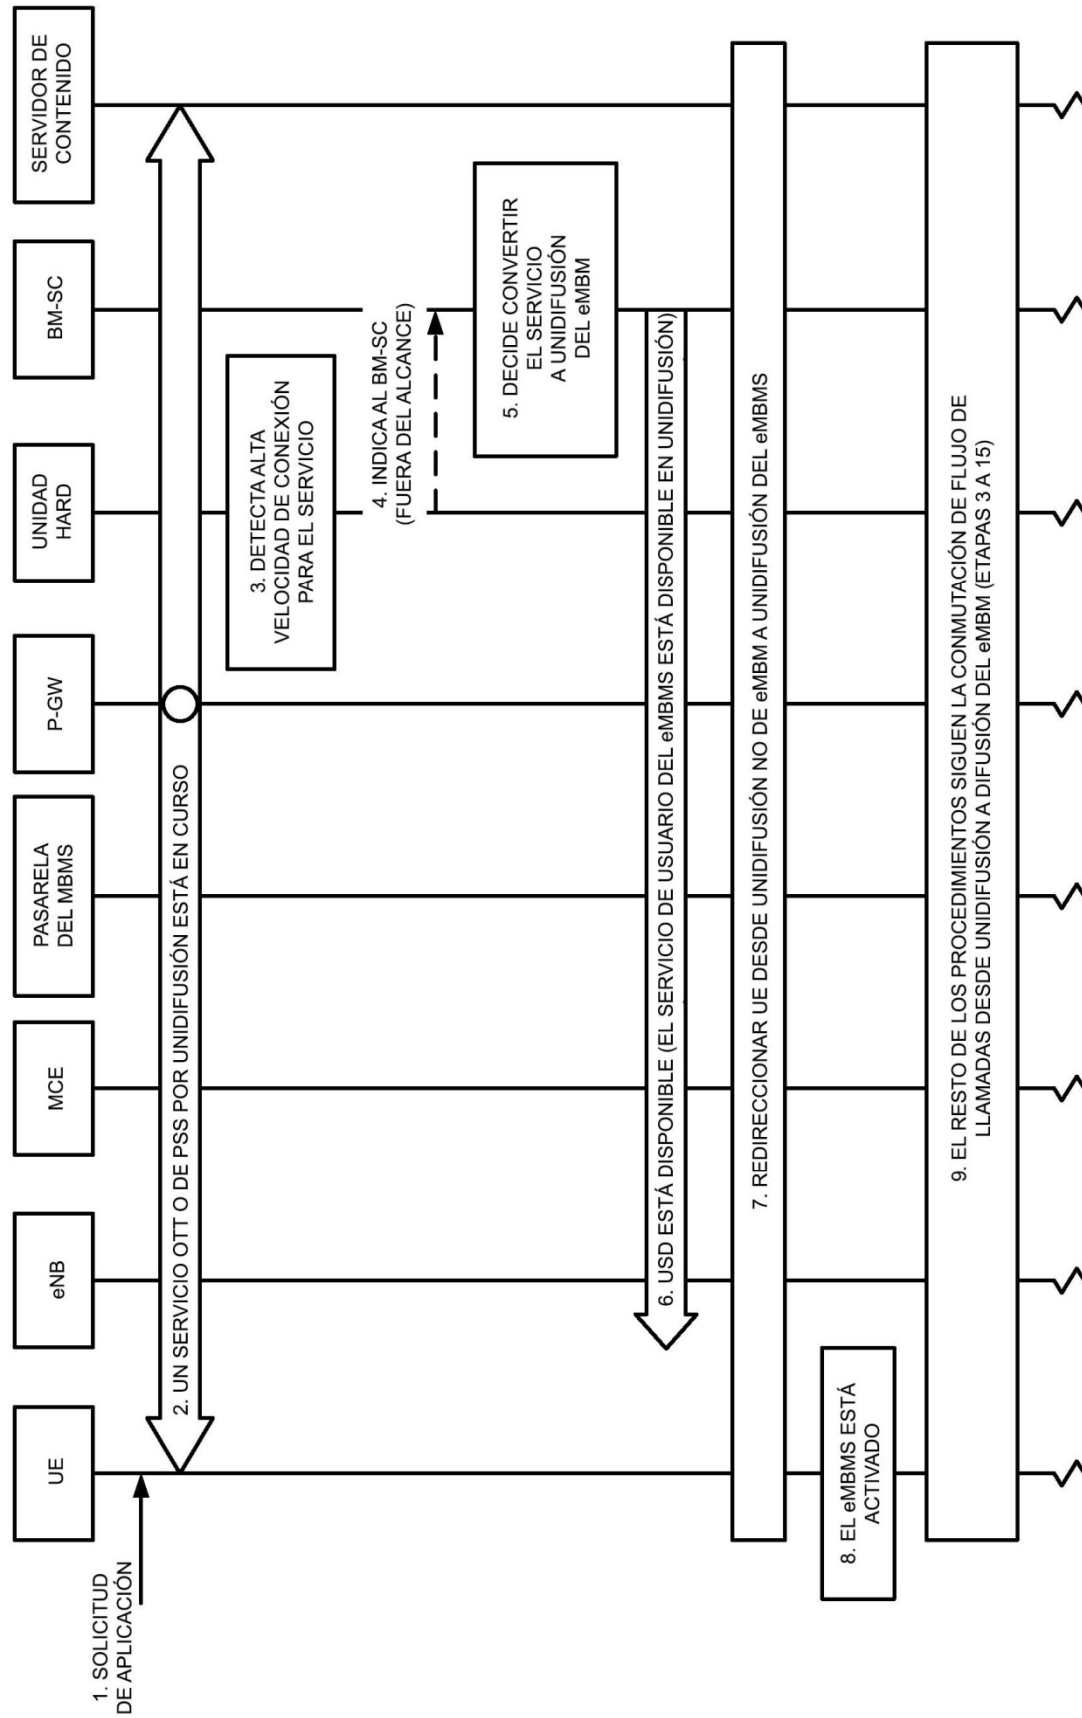 UE
eNB
MCE
PASARELA
DEL MBMS
P-GW
UNIDAD
HARD
BM-SC
SERVIDOR DE
CONTENIDO
1. SOLICITUD
DE APLICACIÓN
2. UN SERVICIO OTT O DE PSS POR UNIDIFUSIÓN ESTÁ EN CURSO
3. DETECTA ALTA
VELOCIDAD DE CONEXIÓN
PARA EL SERVICIO
4. INDICA AL BM-SC
(FUERA DEL ALCANCE)
5. DECIDE CONVERTIR
EL SERVICIO
A UNIDIFUSIÓN
DEL eMBM
6. USD ESTÁ DISPONIBLE (EL SERVICIO DE USUARIO DEL eMBMS ESTÁ DISPONIBLE EN UNIDIFUSIÓN)
7. REDIRECCIONAR UE DESDE UNIDIFUSIÓN NO DE eMBM A UNIDIFUSIÓN DEL eMBMS
8. EL eMBMS ESTÁ
ACTIVADO
9. EL RESTO DE LOS PROCEDIMIENTOS SIGUEN LA CONMUTACIÓN DE FLUJO DE
LLAMADAS DESDE UNIDIFUSIÓN A DIFUSIÓN DEL eMBM (ETAPAS 3 A 15)